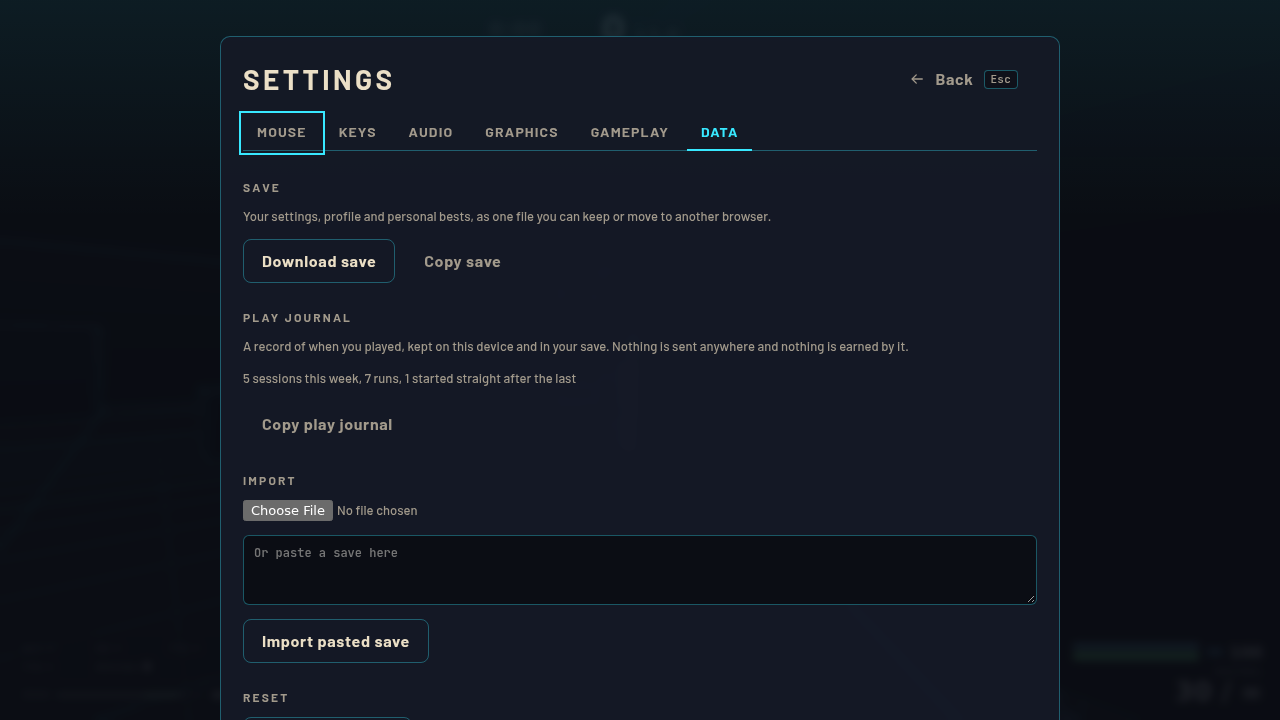 SETTINGS
← Back Esc
MOUSE KEYS AUDIO GRAPHICS GAMEPLAY DATA
SAVE
Your settings, profile and personal bests, as one file you can keep or move to another browser.
Download save Copy save
PLAY JOURNAL
A record of when you played, kept on this device and in your save. Nothing is sent anywhere and nothing is earned by it.
5 sessions this week, 7 runs, 1 started straight after the last
Copy play journal
IMPORT
Choose File No file chosen
Or paste a save here
Import pasted save
RESET
30 /